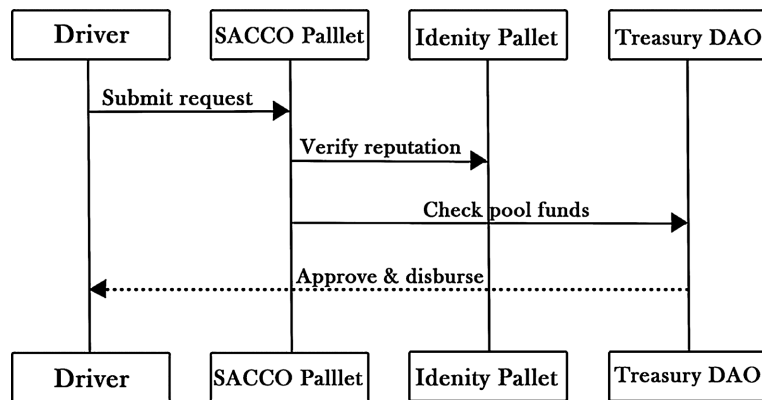 Driver
SACCO Palllet
Idenity Pallet
Treasury DAO
Submit request
Verify reputation
Check pool funds
Approve & disburse
Driver
SACCO Palllet
Idenity Pallet
Treasury DAO